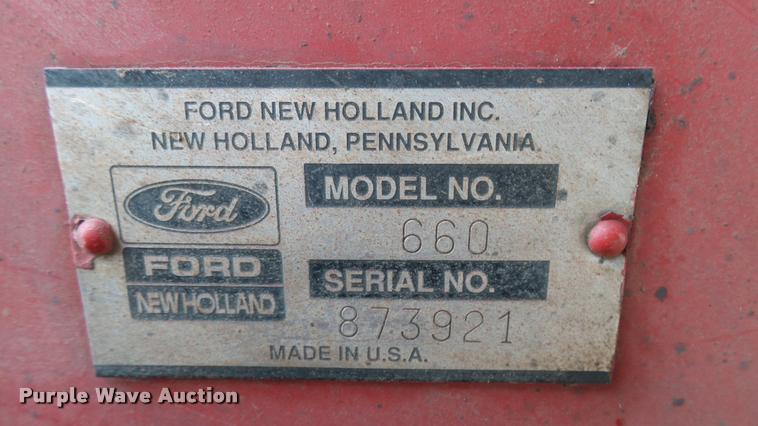 FORD NEW HOLLAND INC.
NEW HOLLAND, PENNSYLVANIA
Ford
FORD
NEW HOLLAND
MODEL NO.
660
SERIAL NO.
873921
MADE IN U.S.A.
Purple Wave Auction